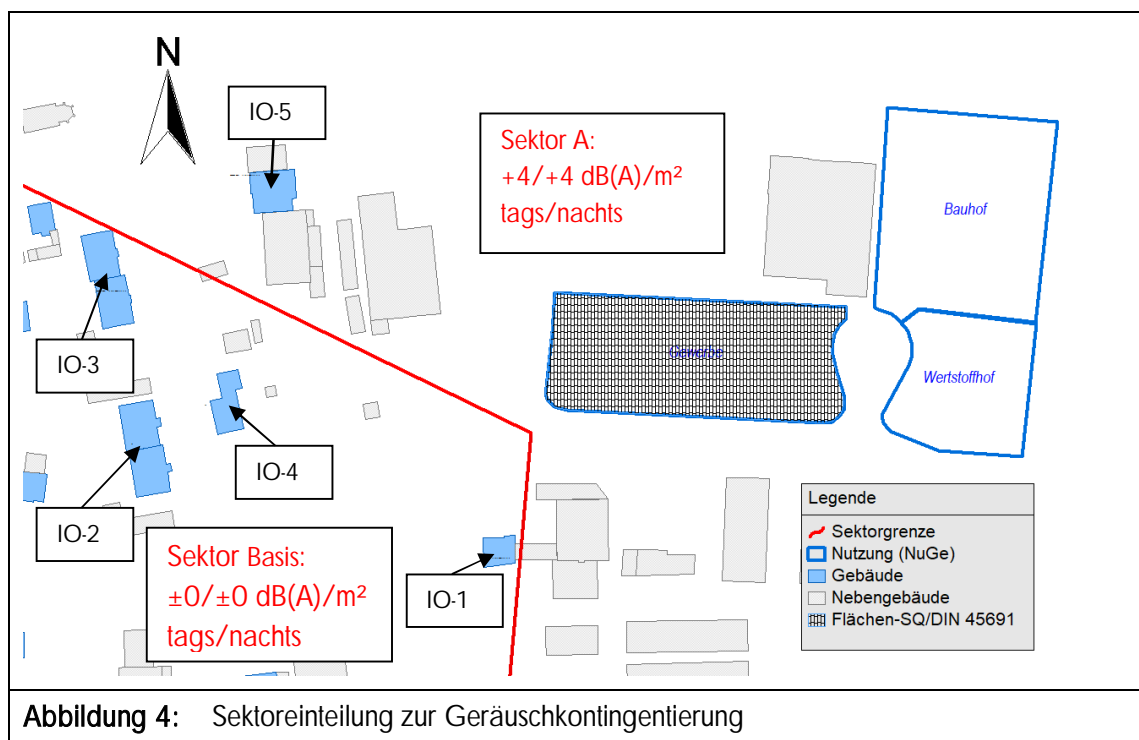 N
IO-5
Sektor A:
+4/+4 dB(A)/m²
tags/nachts
Bauhof
IO-3
Gewerbe
Wertstoffhof
IO-4
IO-2
Sektor Basis:
±0/±0 dB(A)/m²
tags/nachts
IO-1
Legende
Sektorgrenze
Nutzung (NuGe)
Gebäude
Nebengebäude
Flächen-SQ/DIN 45691
Abbildung 4: Sektoreinteilung zur Geräuschkontingentierung